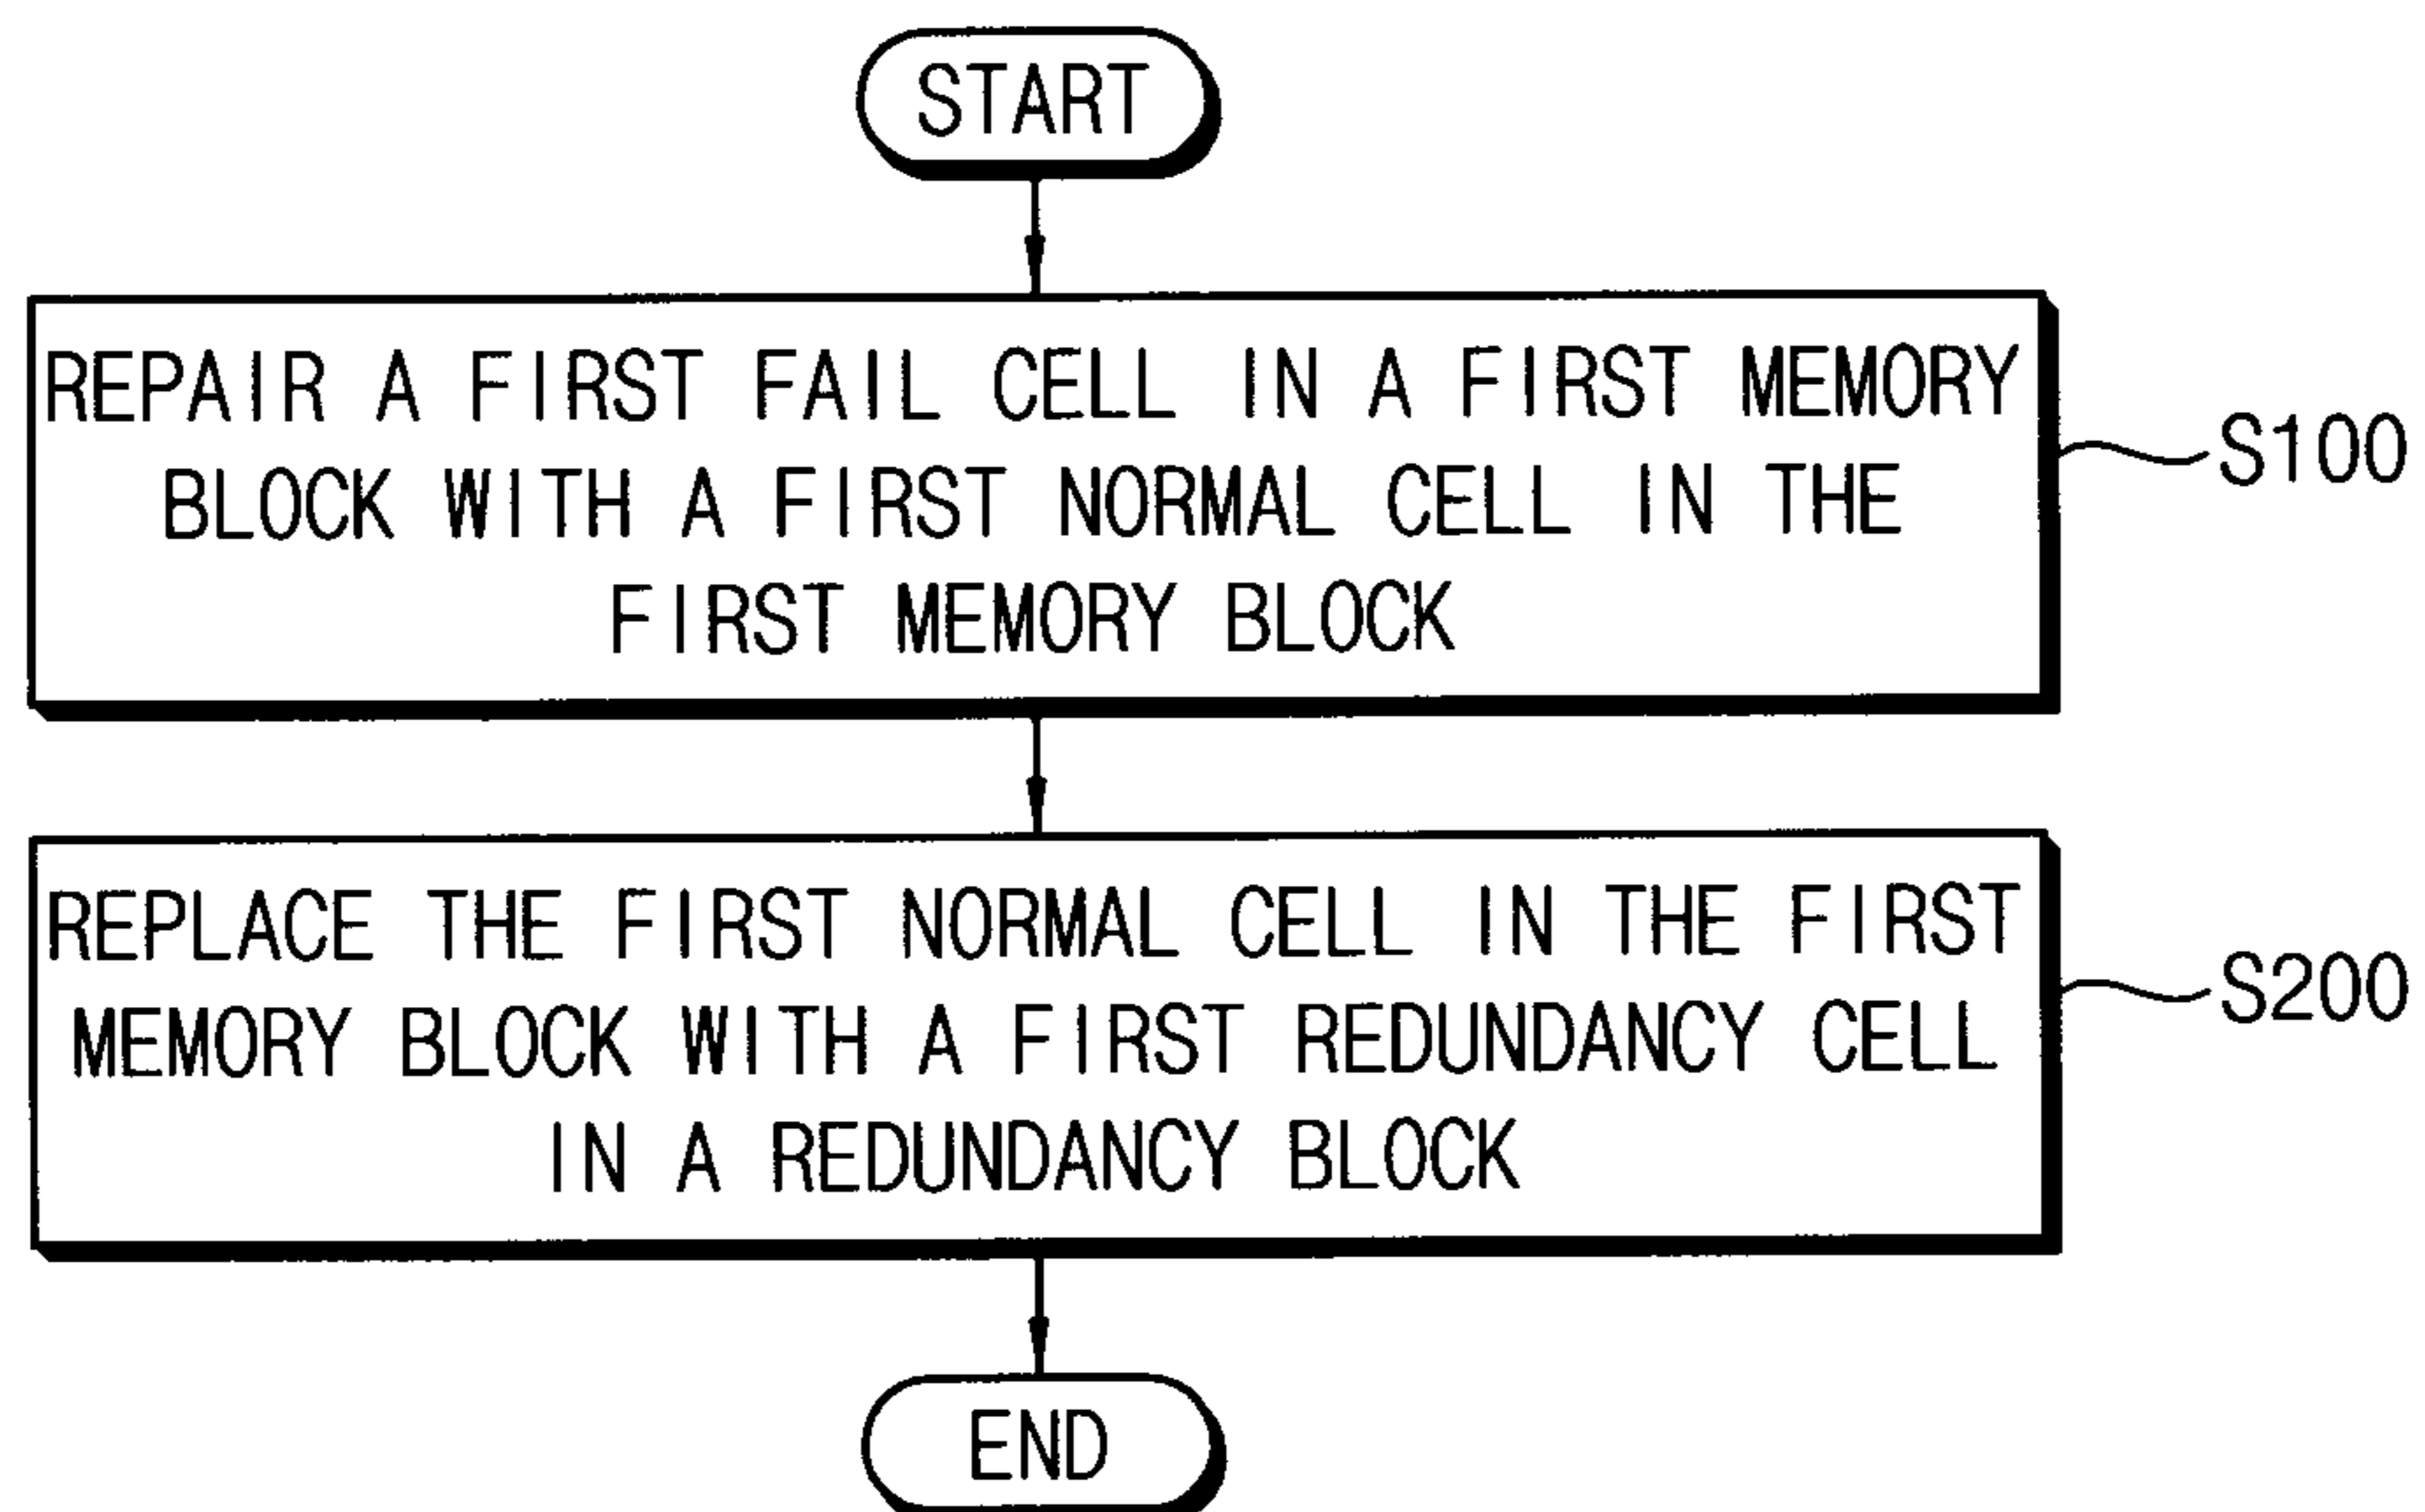 START
REPAIR A FIRST FAIL CELL IN A FIRST MEMORY
BLOCK WITH A FIRST NORMAL CELL IN THE
FIRST MEMORY BLOCK
S100
REPLACE THE FIRST NORMAL CELL IN THE FIRST
MEMORY BLOCK WITH A FIRST REDUNDANCY CELL
IN A REDUNDANCY BLOCK
S200
END